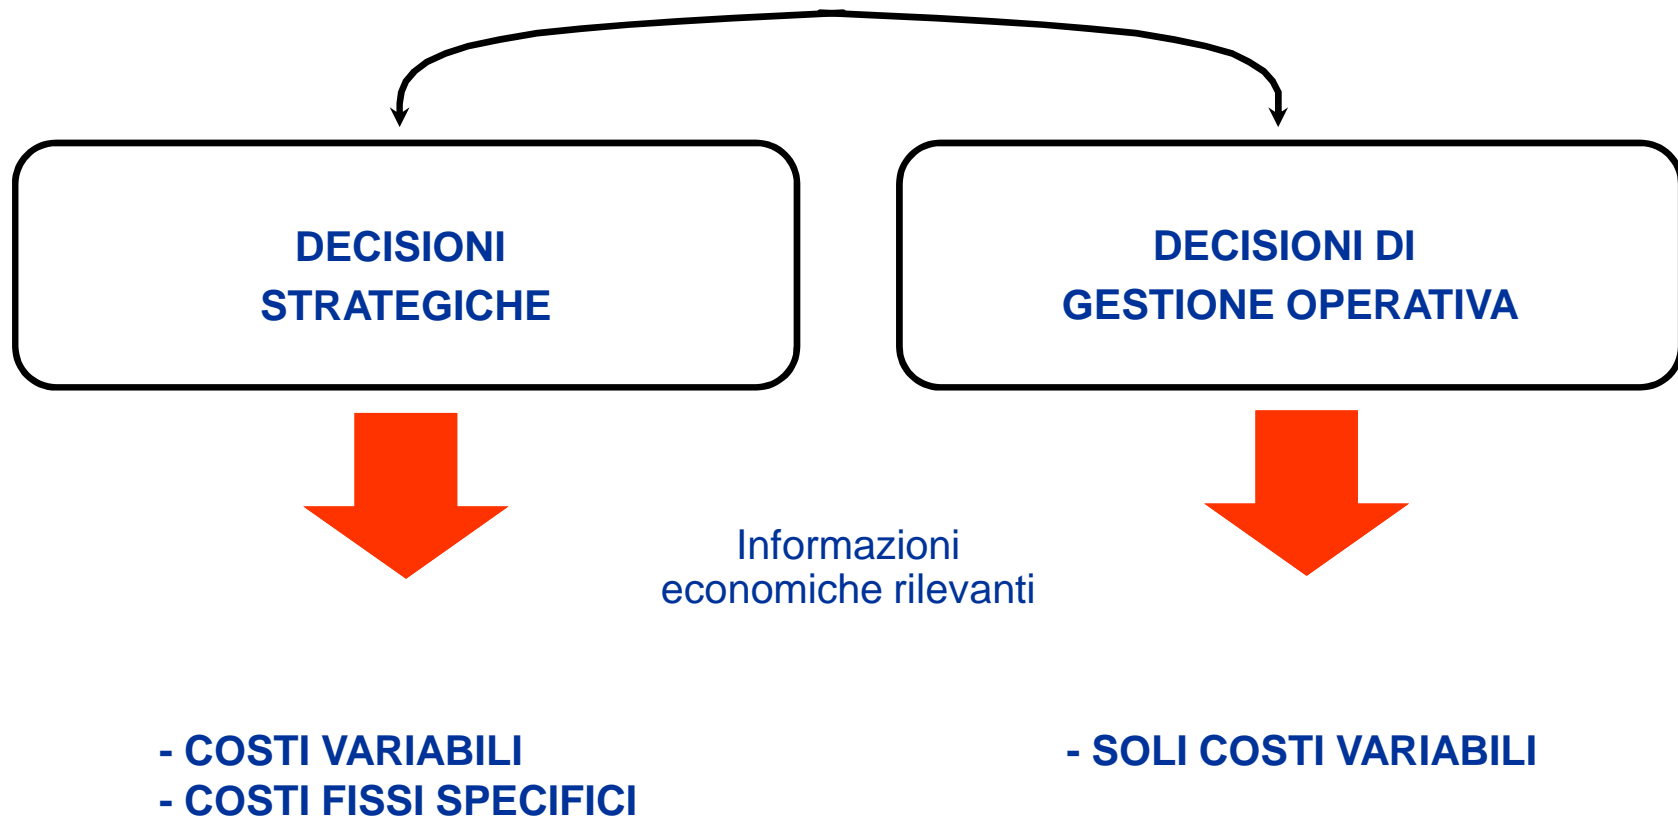 DECISIONI
STRATEGICHE
DECISIONI DI
GESTIONE OPERATIVA
Informazioni
economiche rilevanti
- COSTI VARIABILI
- COSTI FISSI SPECIFICI
- SOLI COSTI VARIABILI